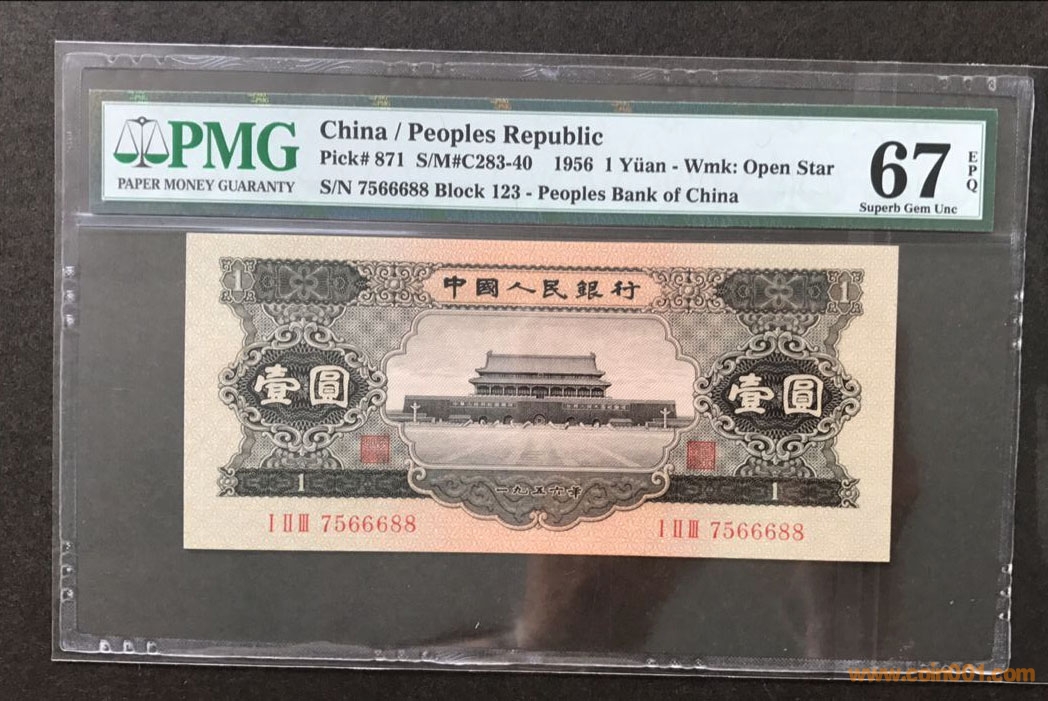 PMG
PAPER MONEY GUARANTY
China / Peoples Republic
Pick# 871 S/M#C283-40 1956 1 Yüan - Wmk: Open Star
S/N 7566688 Block 123 - Peoples Bank of China
67
EPQ
Superb Gem Unc
中國人民銀行
1 1
壹圓 壹圓
1 1
一九五六年
I II III 7566688 I II III 7566688
www.coin001.com